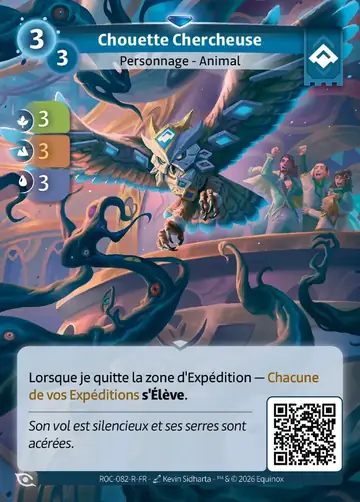 3
Chouette Chercheuse
3
Personnage - Animal
3
3
3
Lorsque je quitte la zone d'Expédition — Chacune
de vos Expéditions s'Élève.
Son vol est silencieux et ses serres sont
acérées.
ROC-082-R-FR - Kevin Sidharta - ™ & © 2026 Equinox